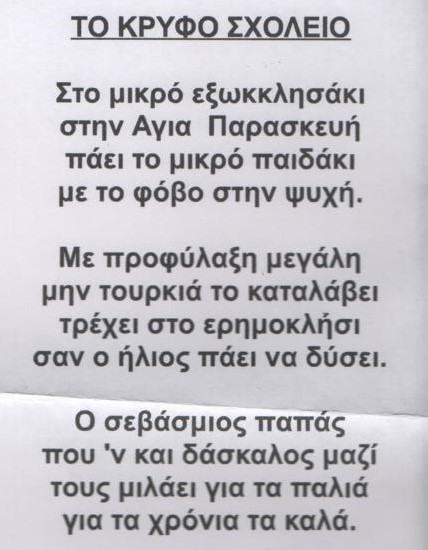 ΤΟ ΚΡΥΦΟ ΣΧΟΛΕΙΟ
Στο μικρό εξωκκλησάκι
στην Αγια Παρασκευή
πάει το μικρό παιδάκι
με το φόβο στην ψυχή.
Με προφύλαξη μεγάλη
μην τουρκιά το καταλάβει
τρέχει στο ερημοκλήσι
σαν ο ήλιος πάει να δύσει.
Ο σεβάσμιος παπάς
που 'ν και δάσκαλος μαζί
τους μιλάει για τα παλιά
για τα χρόνια τα καλά.